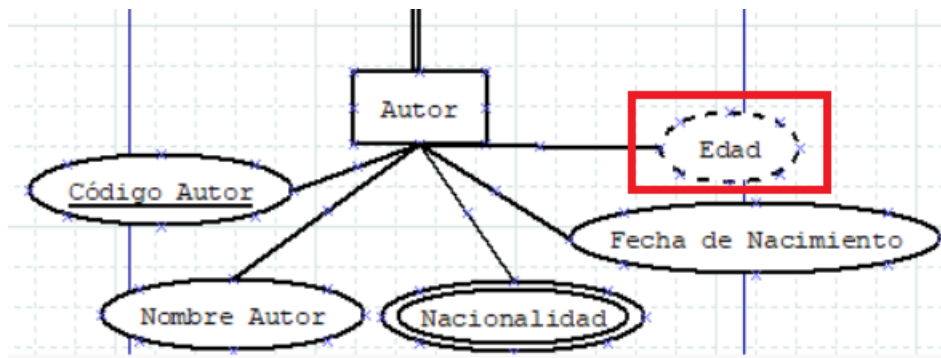 Autor
Edad
Código Autor
Fecha de Nacimiento
Nombre Autor
Nacionalidad